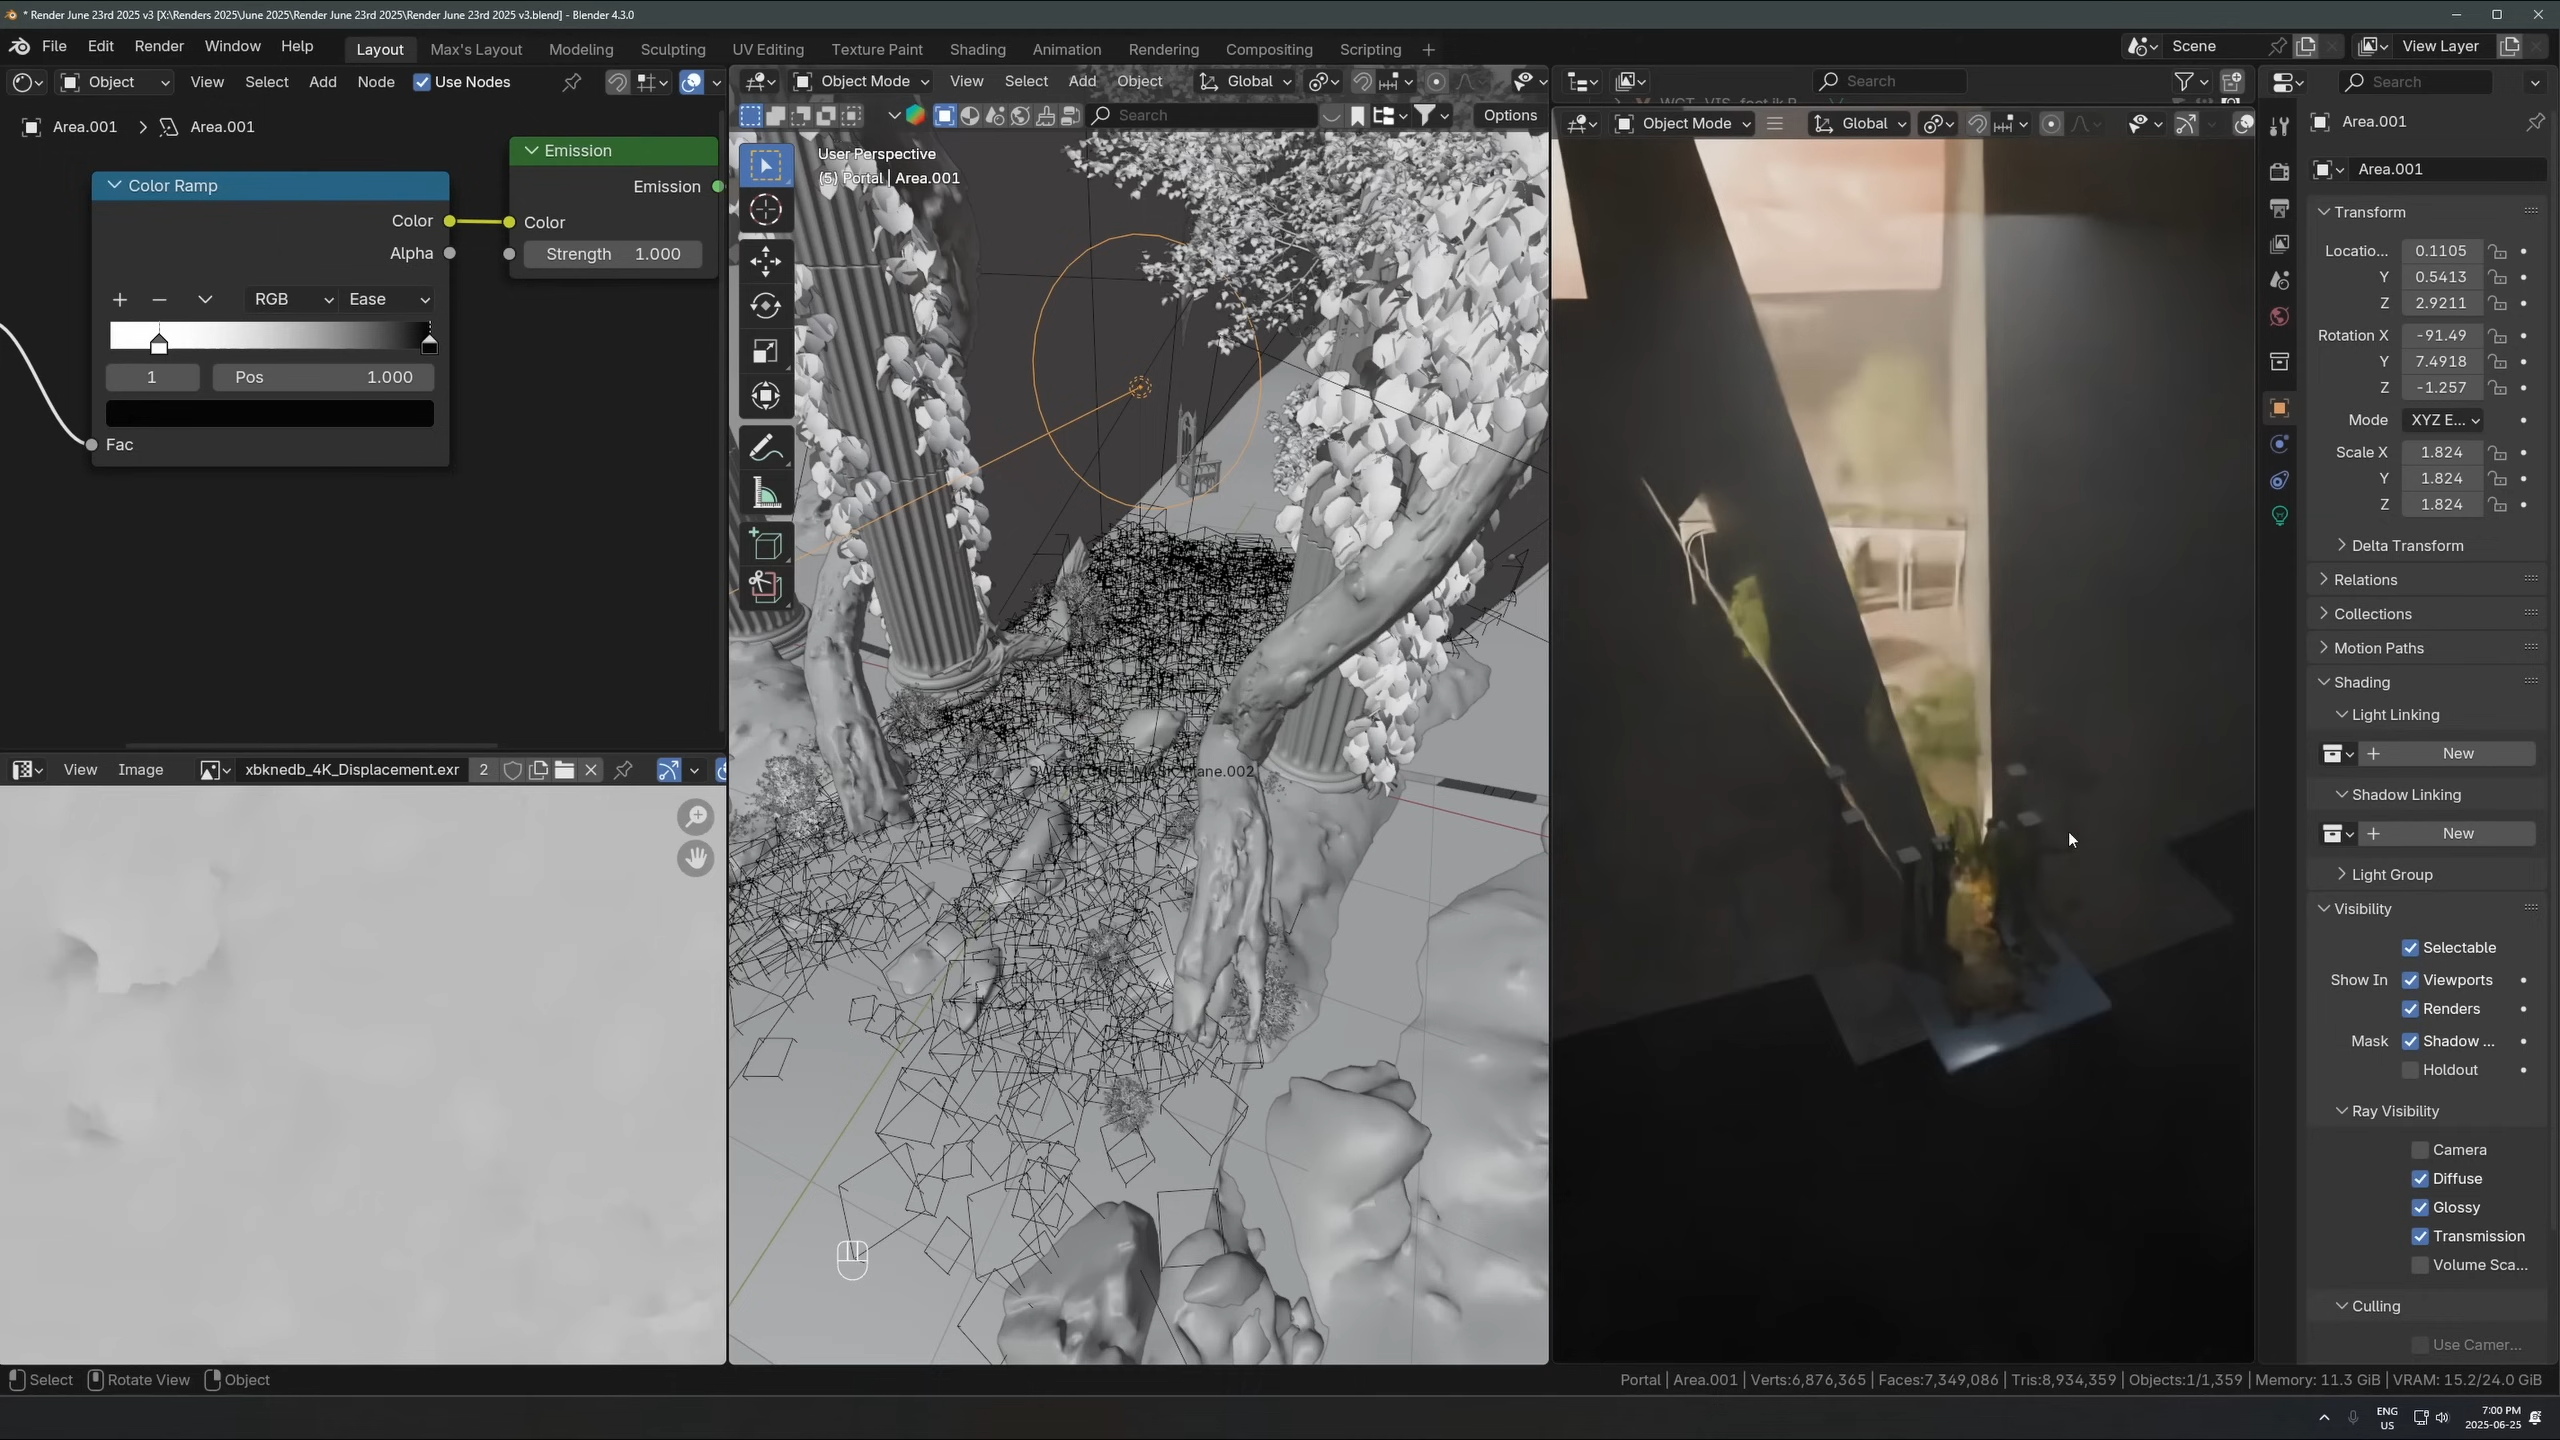 * Render June 23rd 2025 v3 [X:\Renders 2025\June 2025\Render June 23rd 2025\Render June 23rd 2025 v3.blend] - Blender 4.3.0
File Edit Render Window Help
Layout Max's Layout Modeling Sculpting UV Editing Texture Paint Shading Animation Rendering Compositing Scripting +
Scene
View Layer
Object View Select Add Node Use Nodes
Object Mode View Select Add Object Global
Search
Search
Search
Options
Object Mode Global
Area.001 > Area.001
Color Ramp
Color
Alpha
RGB Ease
1 Pos 1.000
Fac
Emission
Emission
Color
Strength 1.000
User Perspective
(5) Portal | Area.001
View Image xbknedb_4K_Displacement.exr 2
Area.001
Area.001
Transform
Locatio... 0.1105
Y 0.5413
Z 2.9211
Rotation X -91.49
Y 7.4918
Z -1.257
Mode XYZ E...
Scale X 1.824
Y 1.824
Z 1.824
Delta Transform
Relations
Collections
Motion Paths
Shading
Light Linking
+ New
Shadow Linking
+ New
Light Group
Visibility
Selectable
Show In Viewports
Renders
Mask Shadow ...
Holdout
Ray Visibility
Camera
Diffuse
Glossy
Transmission
Volume Sca...
Culling
Use Camer...
Select Rotate View Object
Portal | Area.001 | Verts:6,876,365 | Faces:7,349,086 | Tris:8,934,359 | Objects:1/1,359 | Memory: 11.3 GiB | VRAM: 15.2/24.0 GiB
ENG
US
7:00 PM
2025-06-25